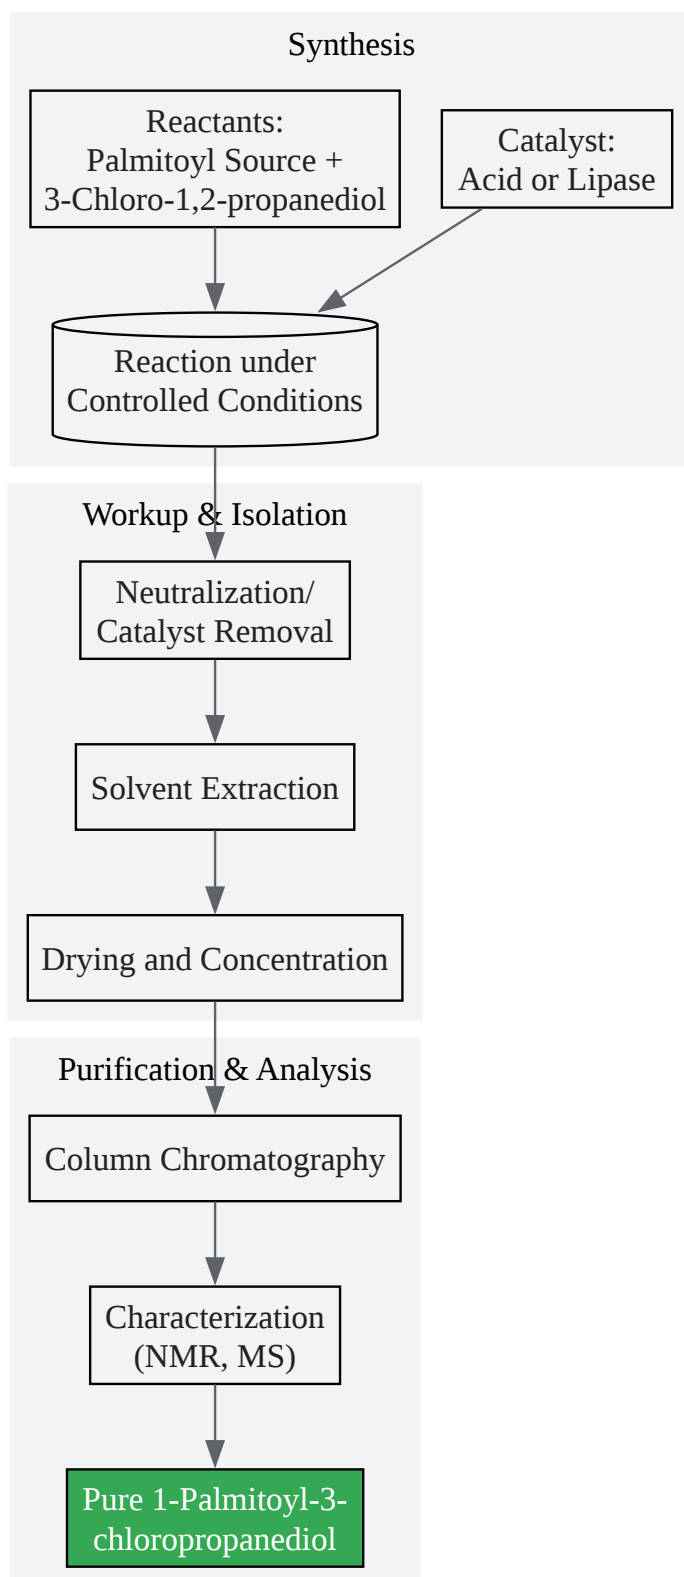 Synthesis
Reactants:
Palmitoyl Source +
3-Chloro-1,2-propanediol
Catalyst:
Acid or Lipase
Reaction under
Controlled Conditions
Workup & Isolation
Neutralization/
Catalyst Removal
Solvent Extraction
Drying and Concentration
Purification & Analysis
Column Chromatography
Characterization
(NMR, MS)
Pure 1-Palmitoyl-3-
chloropropanediol